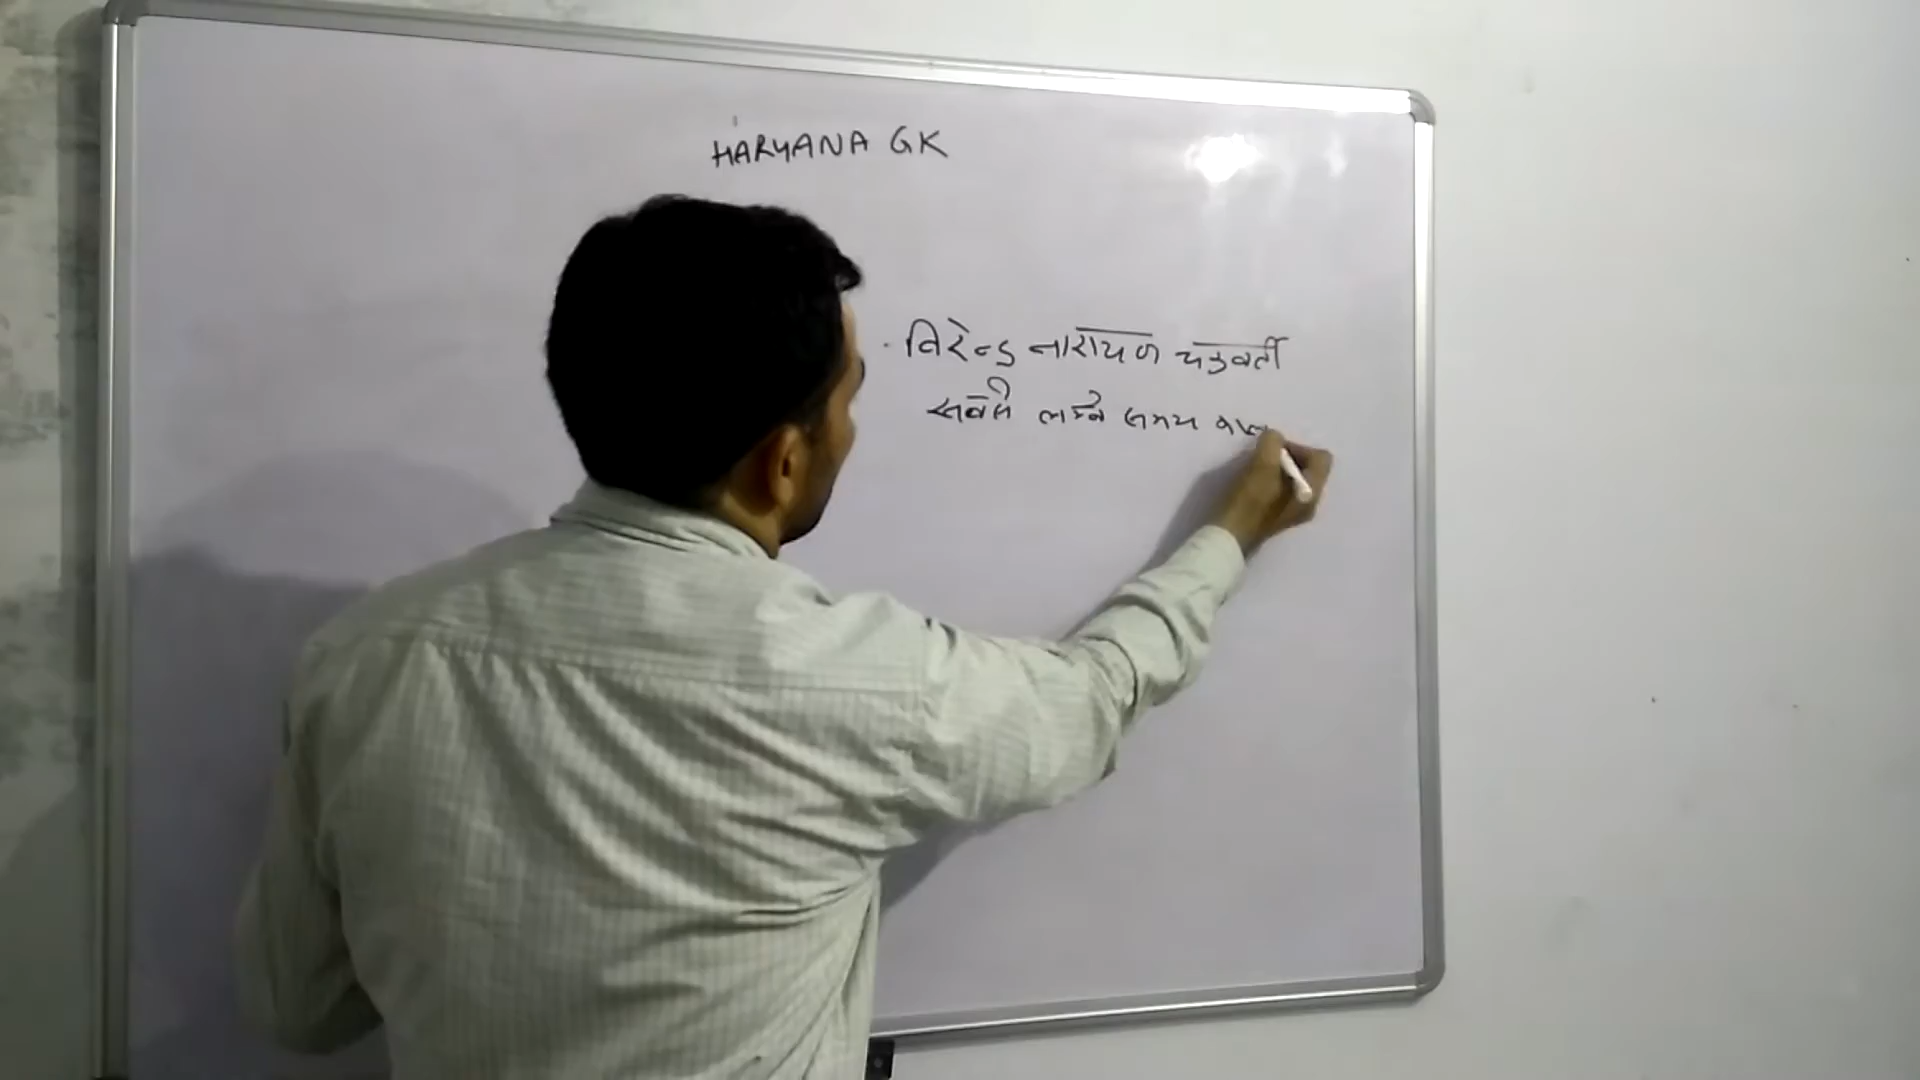 HARYANA GK
विरेन्द्र नारायण चक्रवर्ती
सबसे लम्बे समय